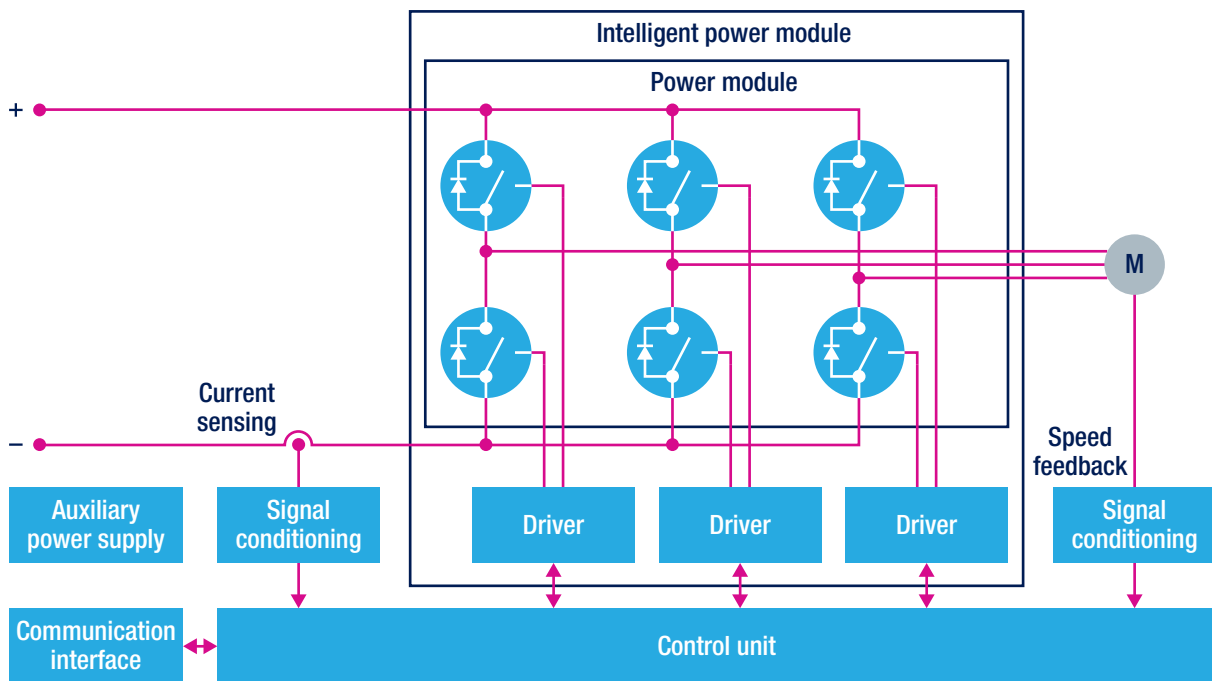 Intelligent power module
Power module
+
M
Current
sensing
−
Speed
feedback
Auxiliary
power supply
Signal
conditioning
Driver
Driver
Driver
Signal
conditioning
Communication
interface
Control unit